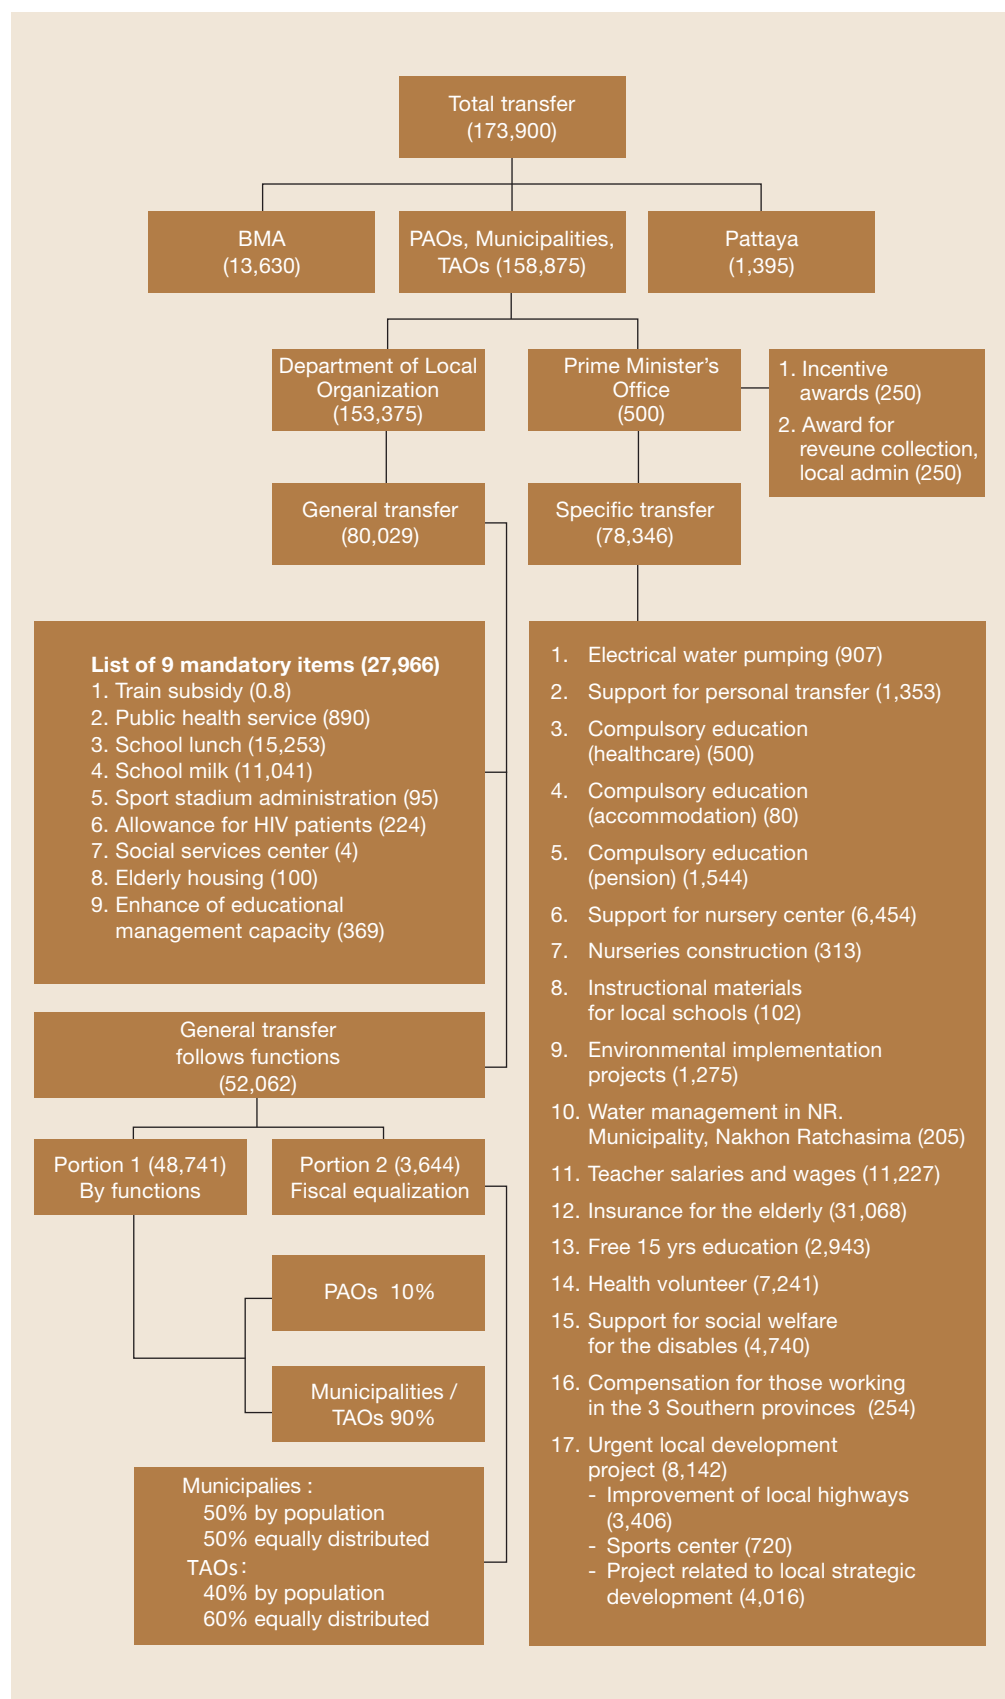 Total transfer
(173,900)
BMA
(13,630)
PAOs, Municipalities,
TAOs (158,875)
Pattaya
(1,395)
Department of Local
Organization
(153,375)
Prime Minister's
Office
(500)
1. Incentive
awards (250)
2. Award for
reveune collection,
local admin (250)
General transfer
(80,029)
Specific transfer
(78,346)
List of 9 mandatory items (27,966)
1. Train subsidy (0.8)
2. Public health service (890)
3. School lunch (15,253)
4. School milk (11,041)
5. Sport stadium administration (95)
6. Allowance for HIV patients (224)
7. Social services center (4)
8. Elderly housing (100)
9. Enhance of educational
management capacity (369)
General transfer
follows functions
(52,062)
Portion 1 (48,741)
By functions
Portion 2 (3,644)
Fiscal equalization
PAOs 10%
Municipalities /
TAOs 90%
Municipalies :
50% by population
50% equally distributed
TAOs:
40% by population
60% equally distributed
1. Electrical water pumping (907)
2. Support for personal transfer (1,353)
3. Compulsory education
(healthcare) (500)
4. Compulsory education
(accommodation) (80)
5. Compulsory education
(pension) (1,544)
6. Support for nursery center (6,454)
7. Nurseries construction (313)
8. Instructional materials
for local schools (102)
9. Environmental implementation
projects (1,275)
10. Water management in NR.
Municipality, Nakhon Ratchasima (205)
11. Teacher salaries and wages (11,227)
12. Insurance for the elderly (31,068)
13. Free 15 yrs education (2,943)
14. Health volunteer (7,241)
15. Support for social welfare
for the disables (4,740)
16. Compensation for those working
in the 3 Southern provinces (254)
17. Urgent local development
project (8,142)
- Improvement of local highways
(3,406)
- Sports center (720)
- Project related to local strategic
development (4,016)